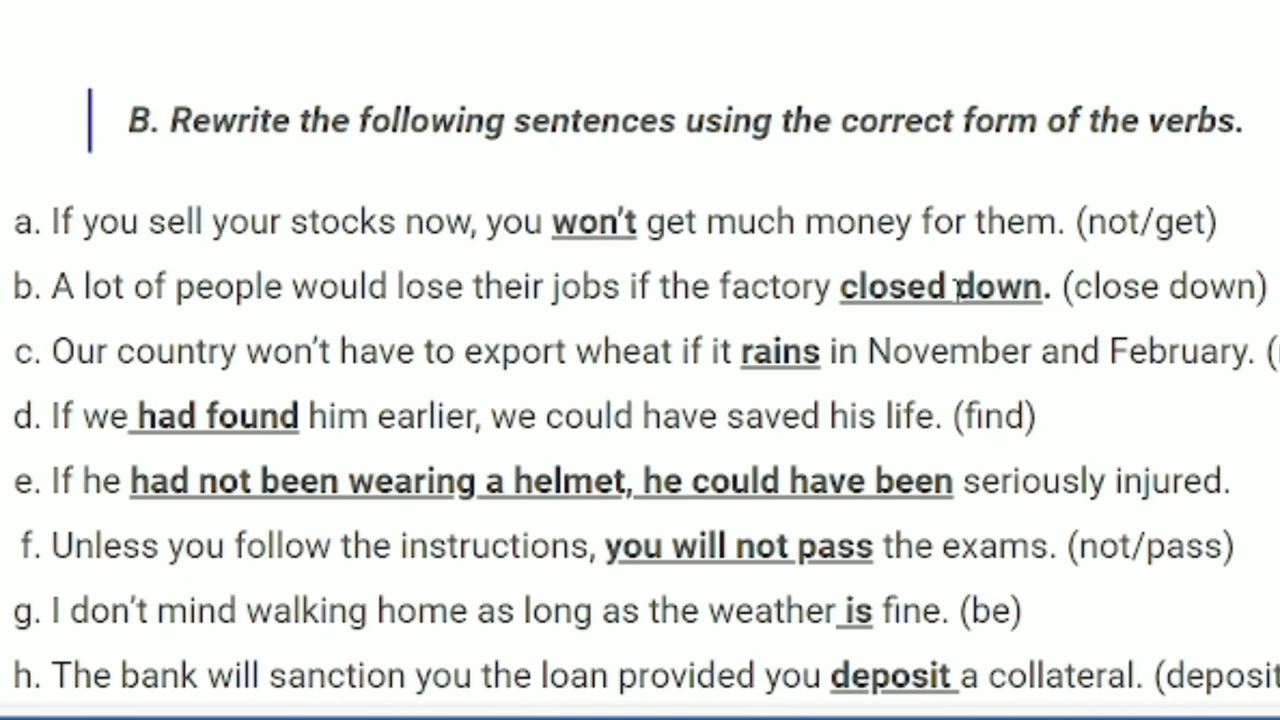 B. Rewrite the following sentences using the correct form of the verbs.
a. If you sell your stocks now, you won't get much money for them. (not/get)
b. A lot of people would lose their jobs if the factory closed down. (close down)
c. Our country won't have to export wheat if it rains in November and February. (
d. If we had found him earlier, we could have saved his life. (find)
e. If he had not been wearing a helmet, he could have been seriously injured.
f. Unless you follow the instructions, you will not pass the exams. (not/pass)
g. I don't mind walking home as long as the weather is fine. (be)
h. The bank will sanction you the loan provided you deposit a collateral. (deposit